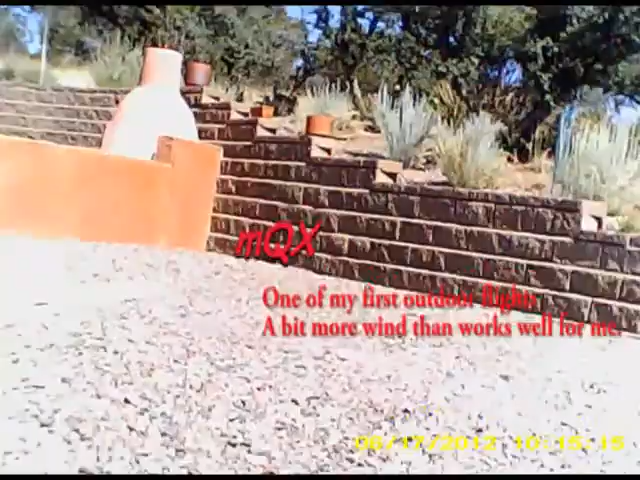 mQX
One of my first outdoor flights
A bit more wind than works well for me.
06/17/2012 10:15:15